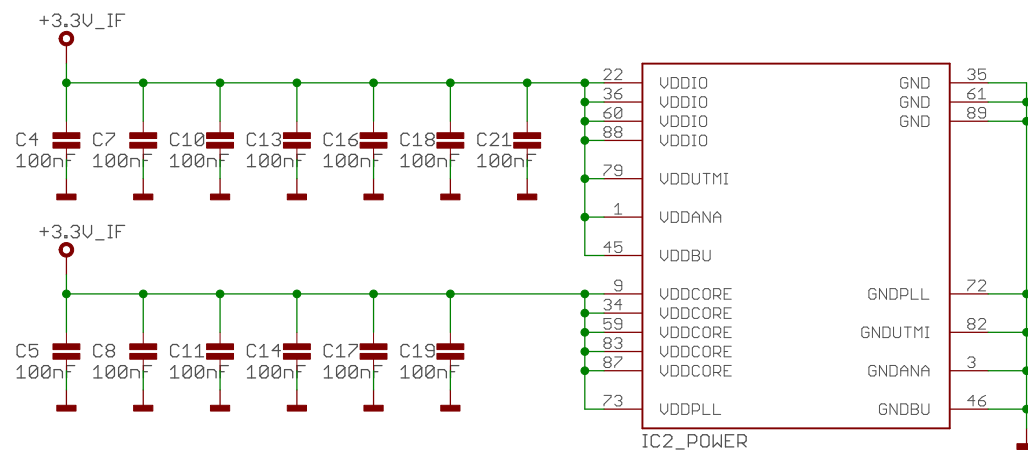 +3.3V_IF
C4 C7 C10 C13 C16 C18 C21
100nF 100nF 100nF 100nF 100nF 100nF 100nF
+3.3V_IF
C5 C8 C11 C14 C17 C19
100nF 100nF 100nF 100nF 100nF 100nF
22 VDDIO GND 35
36 VDDIO GND 61
60 VDDIO GND 89
88 VDDIO
79 VDDUTMI
1 VDDANA
45 VDDBU
9 VDDCORE GNDPLL 72
34 VDDCORE
59 VDDCORE GNDUTMI 82
83 VDDCORE
87 VDDCORE GNDANA 3
73 VDDPLL GNDBU 46
IC2_POWER